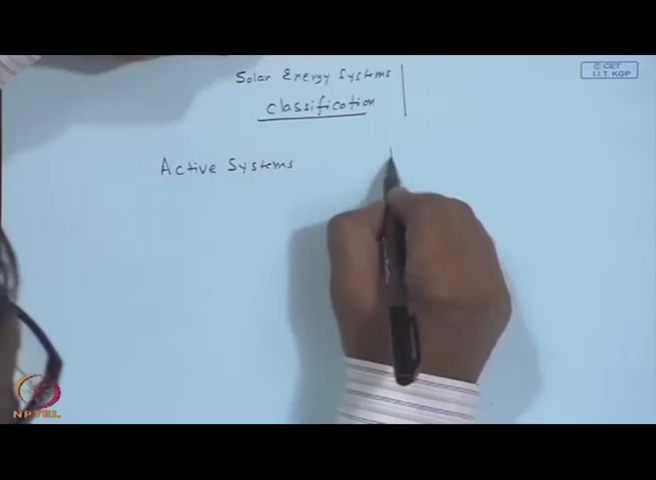 Solar Energy Systems
Classification
Active Systems
© CET
I.I.T. KGP
NPTEL